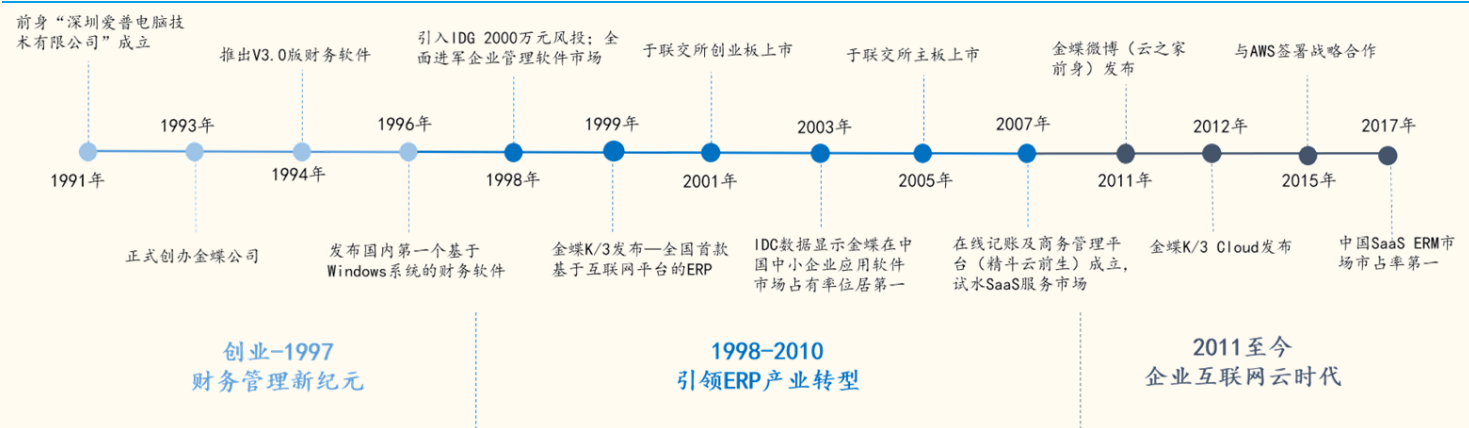 前身“深圳爱普电脑技
术有限公司”成立
推出V3.0版财务软件
引入IDG 2000万元风投；全
面进军企业管理软件市场
于联交所创业板上市
于联交所主板上市
金蝶微博（云之家
前身）发布
与AWS签署战略合作
1993年
1996年
1999年
2003年
2007年
2012年
2017年
1991年
1994年
1998年
2001年
2005年
2011年
2015年
正式创办金蝶公司
发布国内第一个基于
Windows系统的财务软件
金蝶K/3发布—全国首款
基于互联网平台的ERP
IDC数据显示金蝶在中
国中小企业应用软件
市场占有率位居第一
在线记账及商务管理平
台（精斗云前生）成立，
试水SaaS服务市场
金蝶K/3 Cloud发布
中国SaaS ERM市
场市占率第一
创业-1997
财务管理新纪元
1998-2010
引领ERP产业转型
2011至今
企业互联网云时代